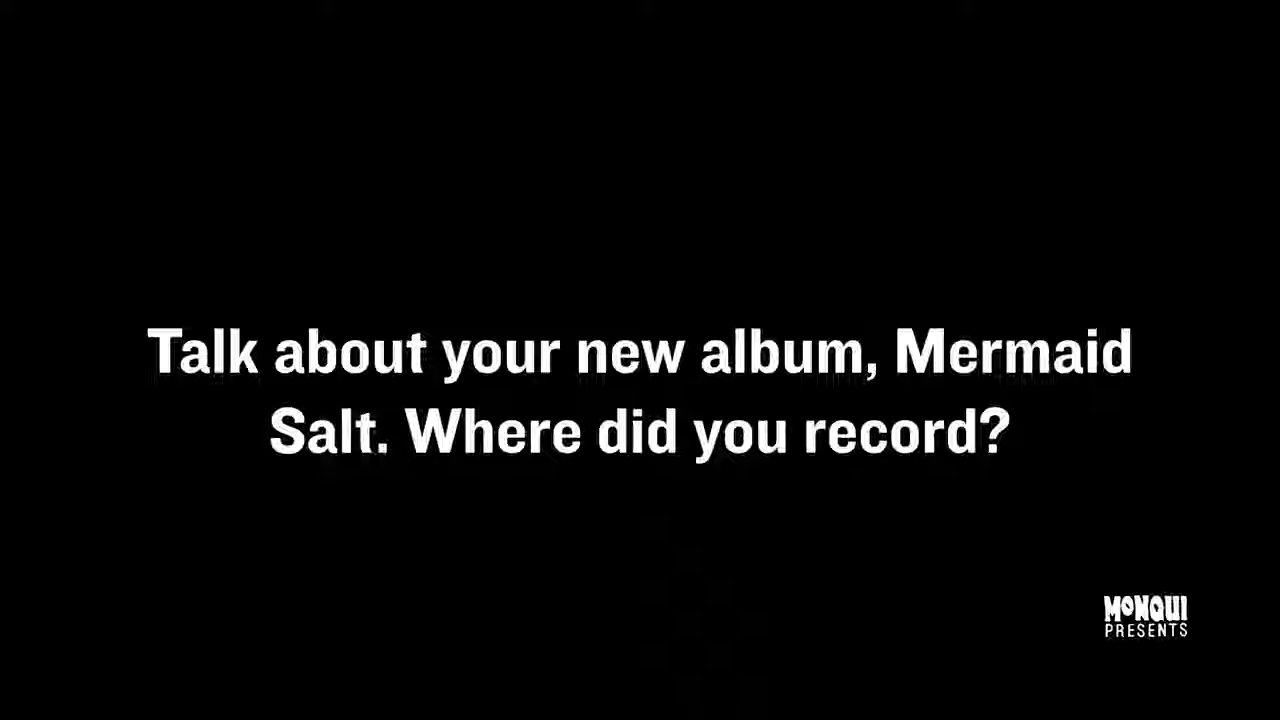 Talk about your new album, Mermaid
Salt. Where did you record?
MONQUI
PRESENTS